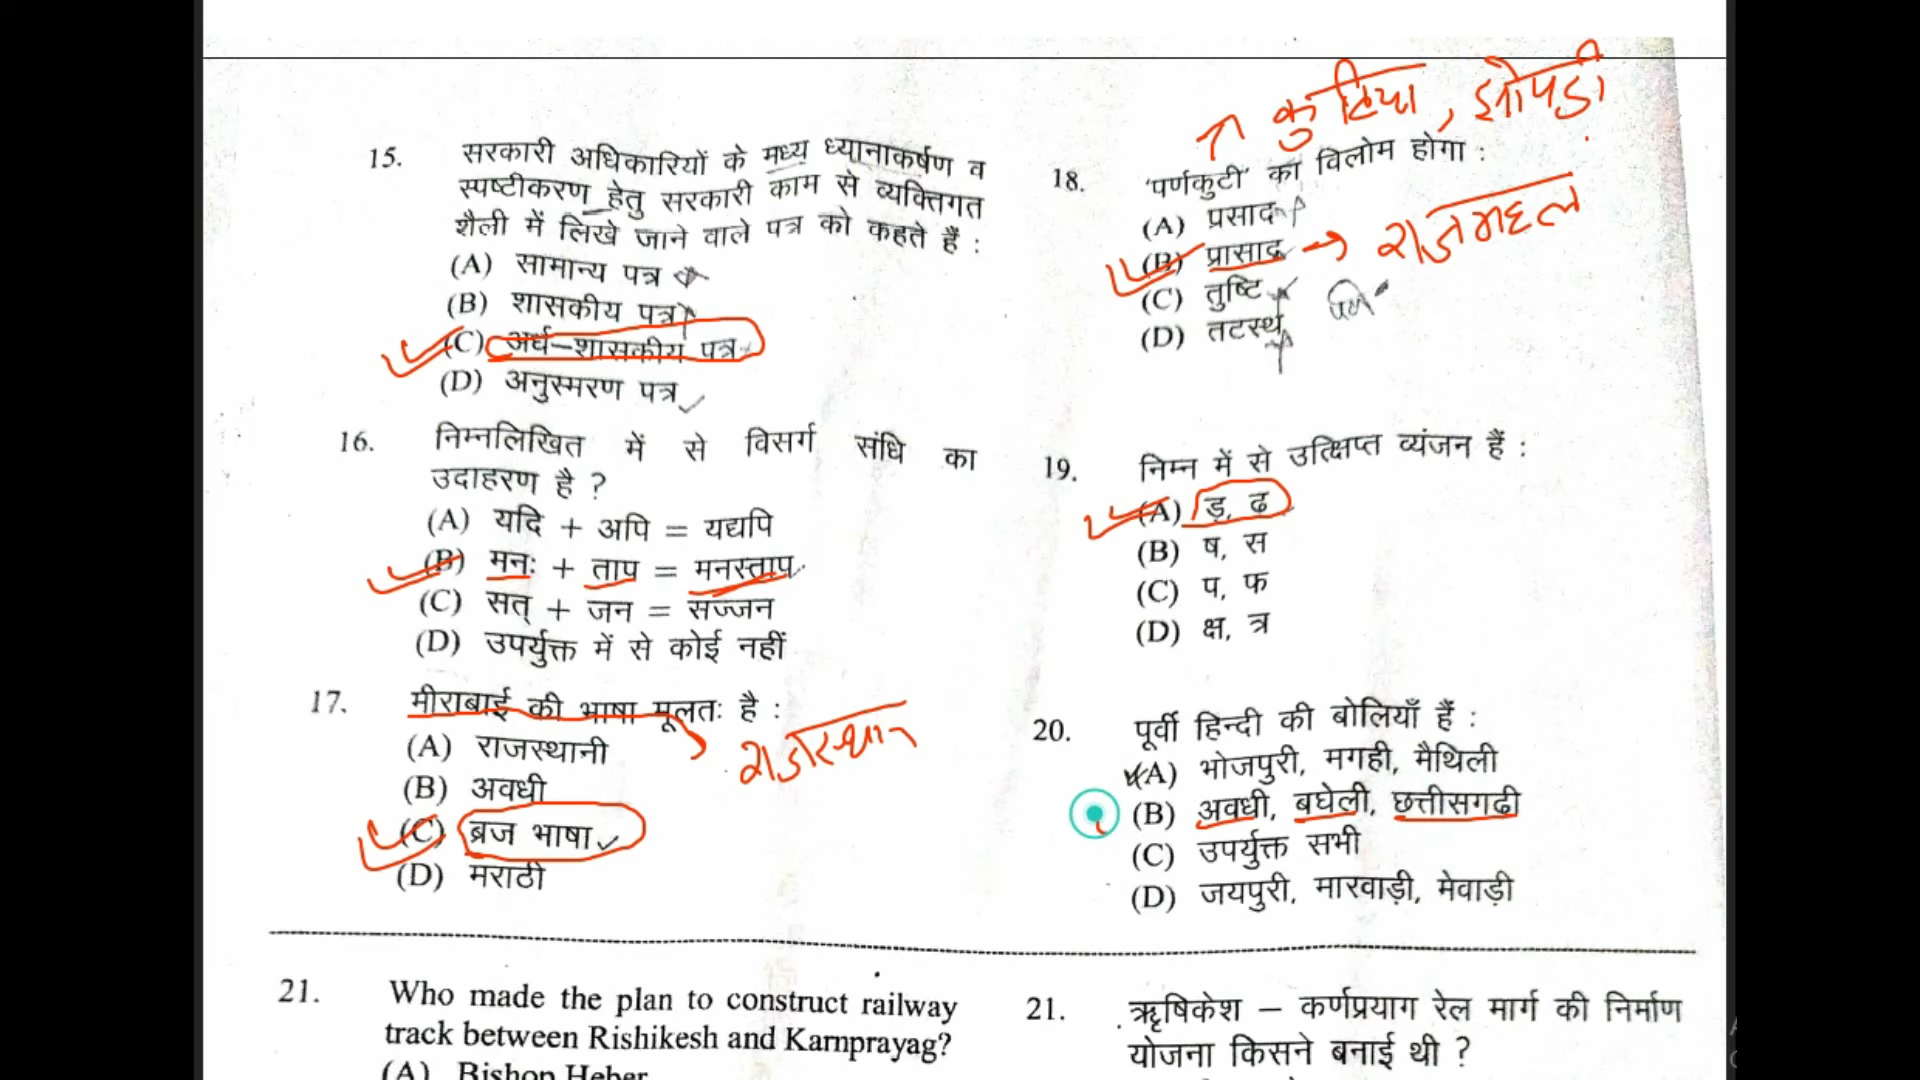 15. सरकारी अधिकारियों के मध्य ध्यानाकर्षण व
स्पष्टीकरण हेतु सरकारी काम से व्यक्तिगत
शैली में लिखे जाने वाले पत्र को कहते हैं :
(A) सामान्य पत्र
(B) शासकीय पत्र
(C) अर्ध–शासकीय पत्र
(D) अनुस्मरण पत्र
16. निम्नलिखित में से विसर्ग संधि का
उदाहरण है ?
(A) यदि + अपि = यद्यपि
(B) मनः + ताप = मनस्ताप
(C) सत् + जन = सज्जन
(D) उपर्युक्त में से कोई नहीं
17. मीराबाई की भाषा मूलतः है :
राजस्थान
(A) राजस्थानी
(B) अवधी
(C) ब्रज भाषा
(D) मराठी
कुटिया, झोपड़ी
18. 'पर्णकुटी' का विलोम होगा :
(A) प्रसाद
(B) प्रासाद → राजमहल
(C) तुष्टि
(D) तटस्थ
19. निम्न में से उत्क्षिप्त व्यंजन हैं :
(A) ड़, ढ़
(B) ष, स
(C) प, फ
(D) क्ष, त्र
20. पूर्वी हिन्दी की बोलियाँ हैं :
(A) भोजपुरी, मगही, मैथिली
(B) अवधी, बघेली, छत्तीसगढी
(C) उपर्युक्त सभी
(D) जयपुरी, मारवाड़ी, मेवाड़ी
21. Who made the plan to construct railway
track between Rishikesh and Karnprayag?
(A) Bishop Heber
21. ऋषिकेश – कर्णप्रयाग रेल मार्ग की निर्माण
योजना किसने बनाई थी ?